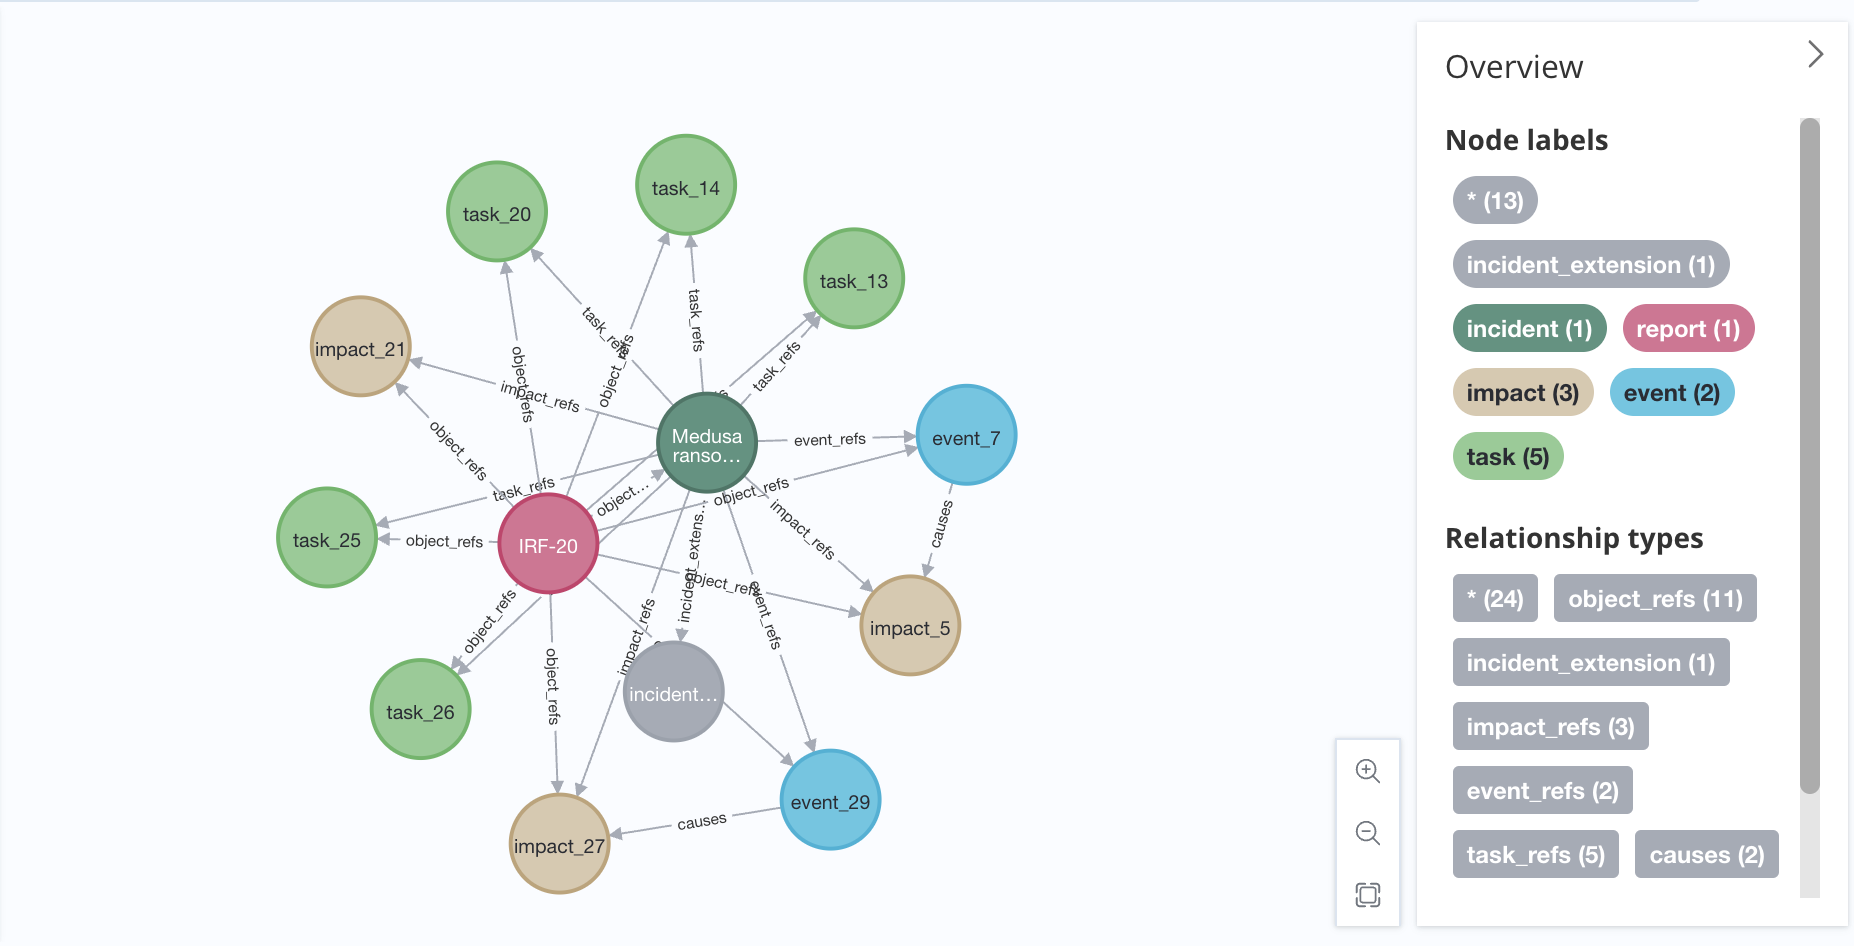 task_14
task_20
task_13
impact_21
task_refs
task_refs
object_refs
task_refs
object_refs
impact_refs
Medusa
ranso…
event_refs
event_7
object_refs
task_refs
object…
object_refs
impact_refs
causes
incident_extens…
task_25
object_refs
IRF-20
object_refs
event_refs
impact_5
object_refs
impact_refs
object_refs
incident…
task_26
event_29
causes
impact_27
Overview
Node labels
* (13)
incident_extension (1)
incident (1) report (1)
impact (3) event (2)
task (5)
Relationship types
* (24) object_refs (11)
incident_extension (1)
impact_refs (3)
event_refs (2)
task_refs (5) causes (2)